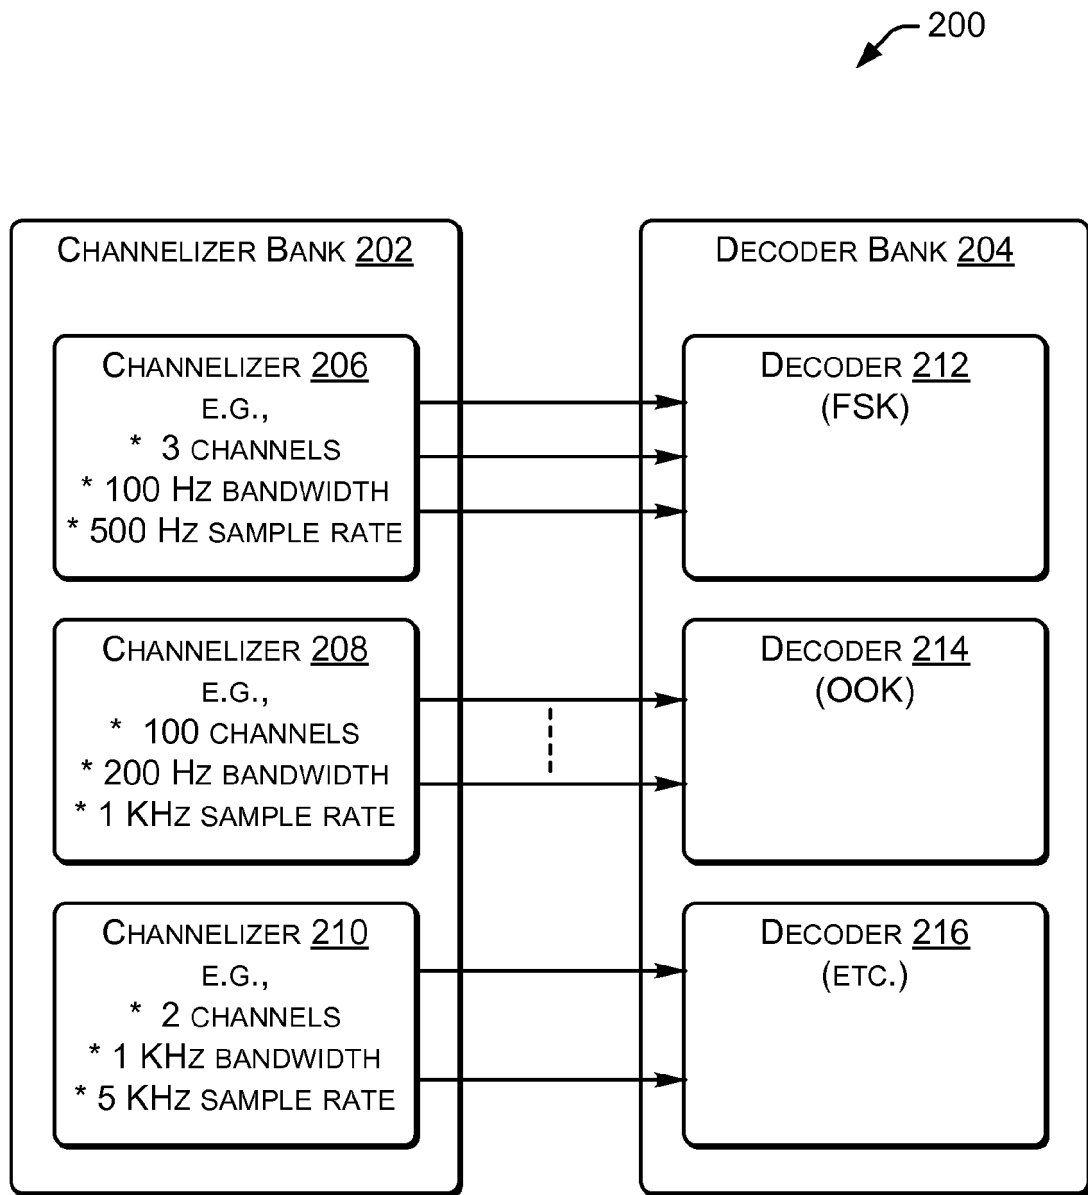 200
CHANNELIZER BANK 202
CHANNELIZER 206
E.G.,
* 3 CHANNELS
* 100 HZ BANDWIDTH
* 500 HZ SAMPLE RATE
CHANNELIZER 208
E.G.,
* 100 CHANNELS
* 200 HZ BANDWIDTH
* 1 KHZ SAMPLE RATE
CHANNELIZER 210
E.G.,
* 2 CHANNELS
* 1 KHZ BANDWIDTH
* 5 KHZ SAMPLE RATE
DECODER BANK 204
DECODER 212
(FSK)
DECODER 214
(OOK)
DECODER 216
(ETC.)